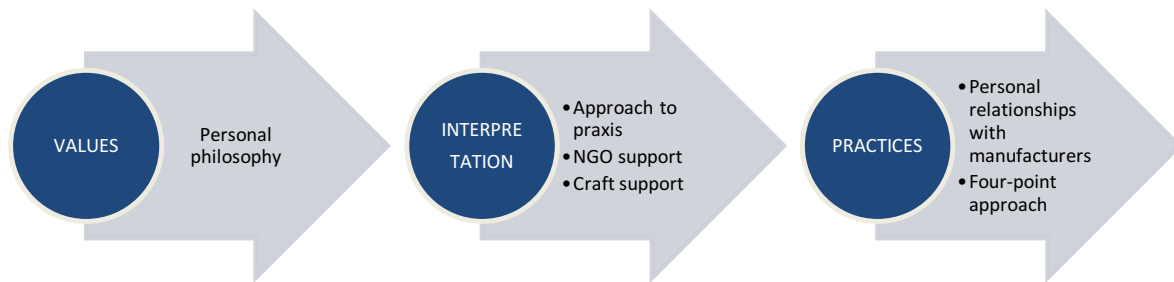 VALUES
Personal
philosophy
INTERPRE
TATION
•Approach to
praxis
•NGO support
•Craft support
PRACTICES
•Personal
relationships
with
manufacturers
•Four-point
approach